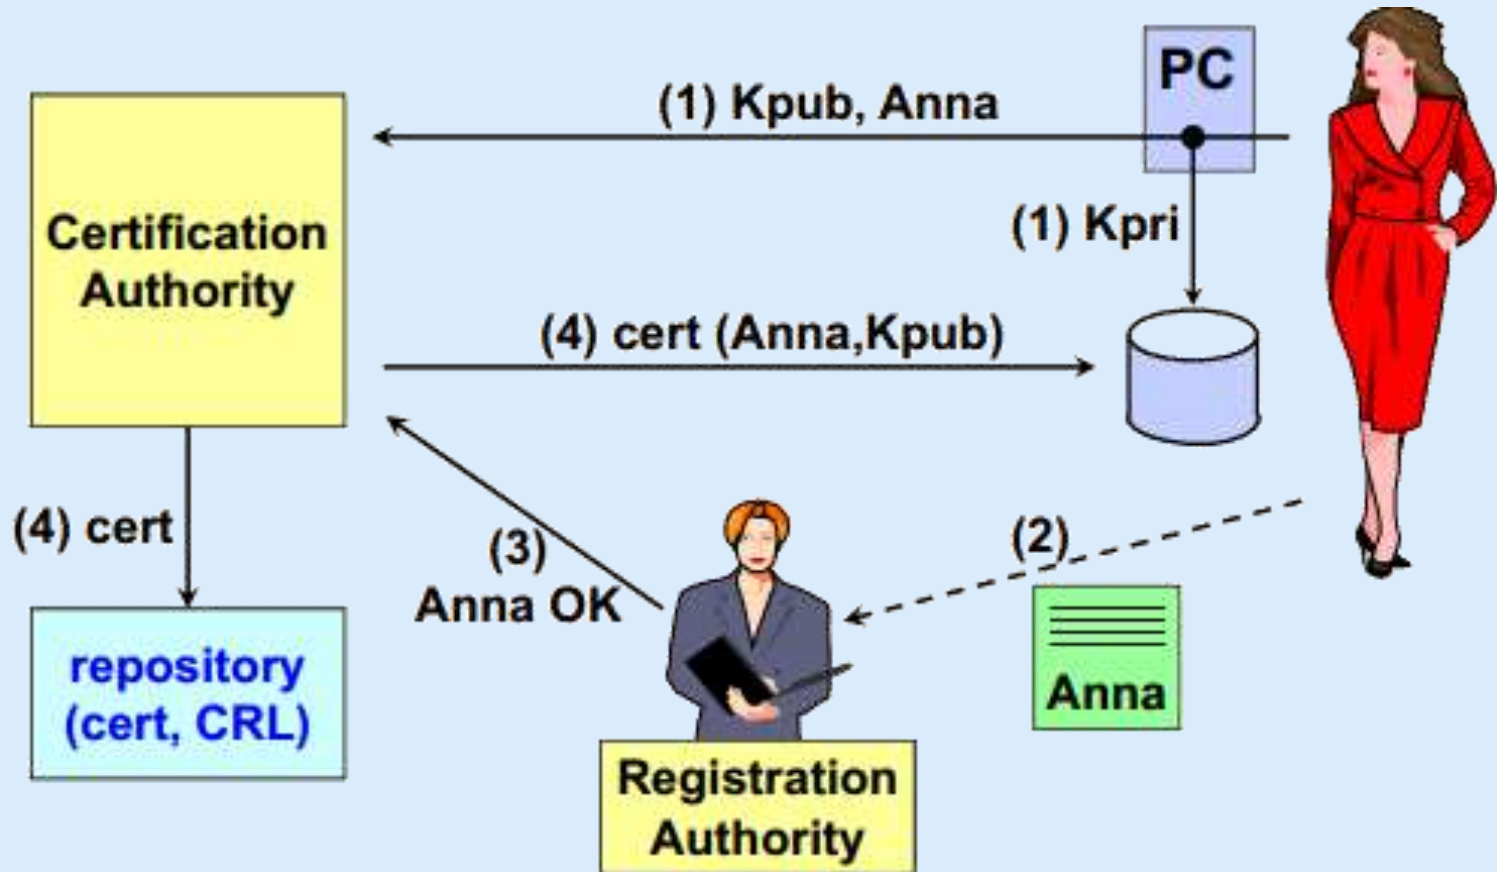 PC
(1) Kpub, Anna
Certification
Authority
(1) Kpri
(4) cert (Anna,Kpub)
(4) cert
(3)
Anna OK
(2)
repository
(cert, CRL)
Anna
Registration
Authority